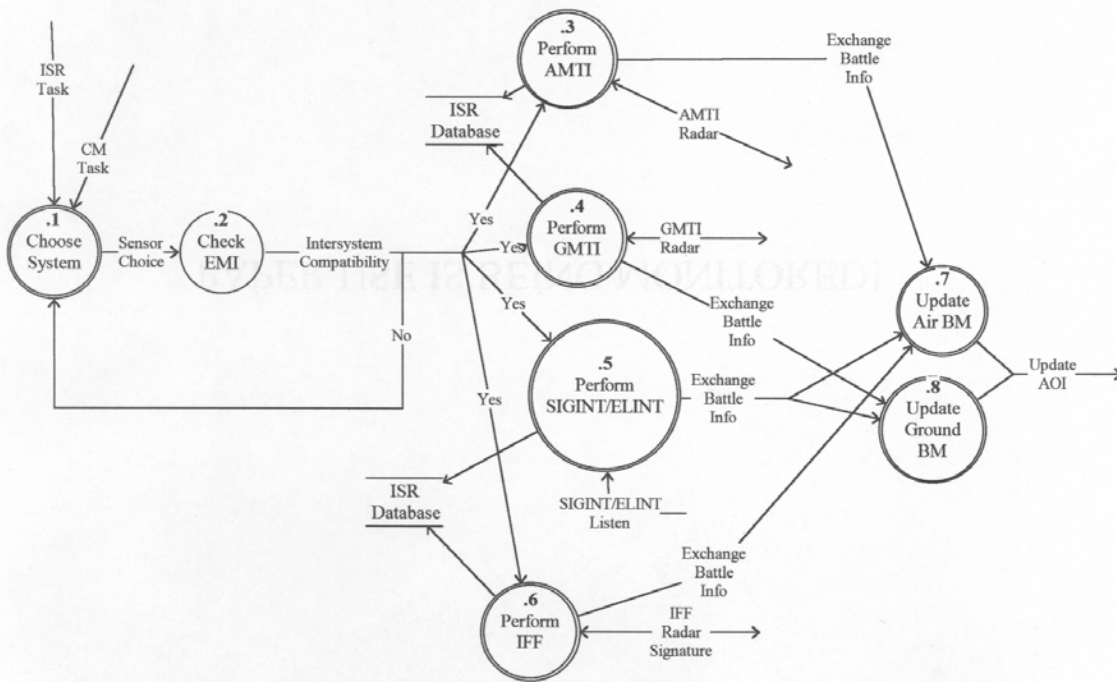 ISR
Task
CM
Task
.1
Choose
System
Sensor
Choice
.2
Check
EMI
Intersystem
Compatibility
No
Yes
Yes
Yes
Yes
.3
Perform
AMTI
ISR
Database
AMTI
Radar
Exchange
Battle
Info
.4
Perform
GMTI
GMTI
Radar
Exchange
Battle
Info
.5
Perform
SIGINT/ELINT
Exchange
Battle
Info
SIGINT/ELINT
Listen
ISR
Database
.6
Perform
IFF
Exchange
Battle
Info
IFF
Radar
Signature
.7
Update
Air BM
.8
Update
Ground
BM
Update
AOI